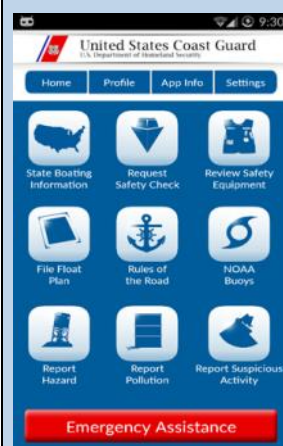 9:30
United States Coast Guard
U.S. Department of Homeland Security
Home Profile App Info Settings
State Boating
Information
Request
Safety Check
Review Safety
Equipment
File Float
Plan
Rules of
the Road
NOAA
Buoys
Report
Hazard
Report
Pollution
Report Suspicious
Activity
Emergency Assistance